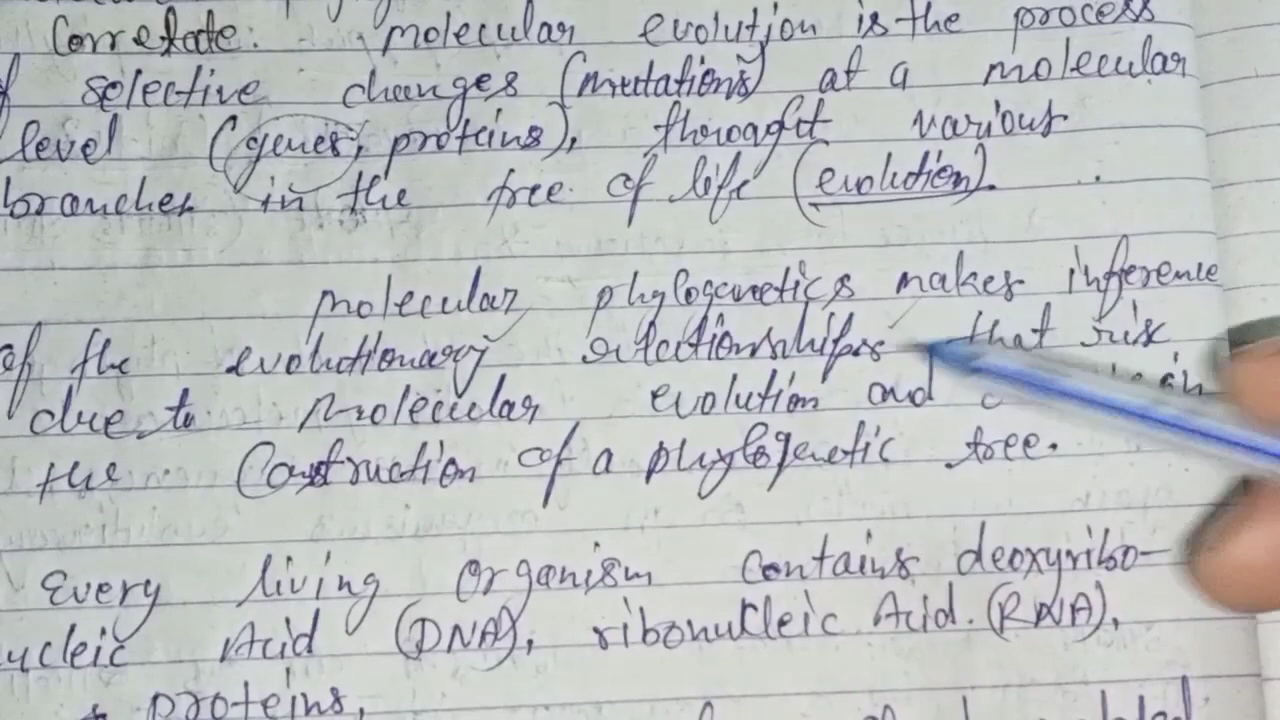 Correlate: molecular evolution is the process
of selective changes (mutations) at a molecular
level (genes, proteins), throught various
branches in the tree of life (evolution).
molecular phylogenetics makes inference
of the evolutionary relationships that
due to molecular evolution and
the Construction of a phylogenetic tree.
Every living Organism Contains deoxyribo-
ucleic Acid (DNA), ribonucleic Acid. (RNA),
proteins,